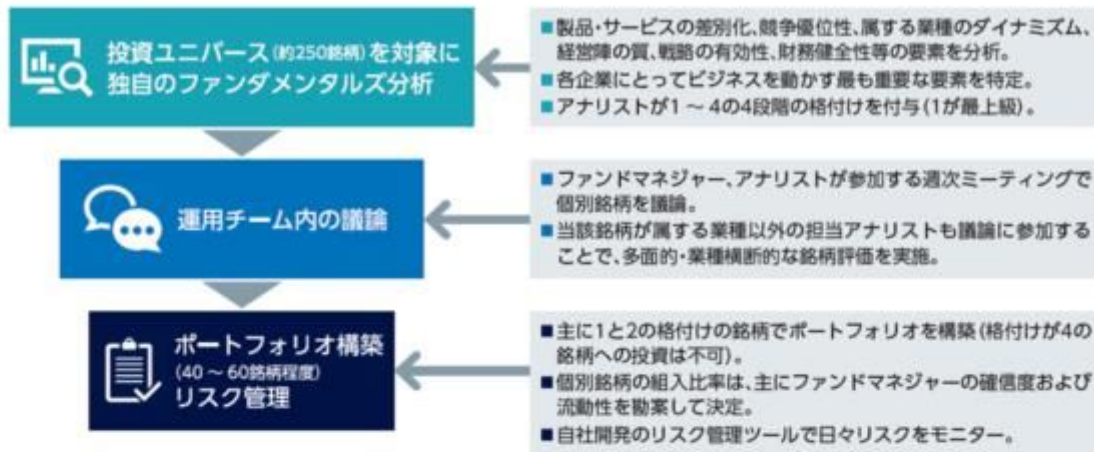 投資ユニバース(約250銘柄)を対象に
独自のファンダメンタルズ分析
■製品・サービスの差別化、競争優位性、属する業種のダイナミズム、
経営陣の質、戦略の有効性、財務健全性等の要素を分析。
■各企業にとってビジネスを動かす最も重要な要素を特定。
■アナリストが1～4の4段階の格付けを付与(1が最上級)。
運用チーム内の議論
■ファンドマネジャー、アナリストが参加する週次ミーティングで
個別銘柄を議論。
■当該銘柄が属する業種以外の担当アナリストも議論に参加する
ことで、多面的・業種横断的な銘柄評価を実施。
ポートフォリオ構築
(40～60銘柄程度)
リスク管理
■主に1と2の格付けの銘柄でポートフォリオを構築(格付けが4の
銘柄への投資は不可)。
■個別銘柄の組入比率は、主にファンドマネジャーの確信度および
流動性を勘案して決定。
■自社開発のリスク管理ツールで日々リスクをモニター。